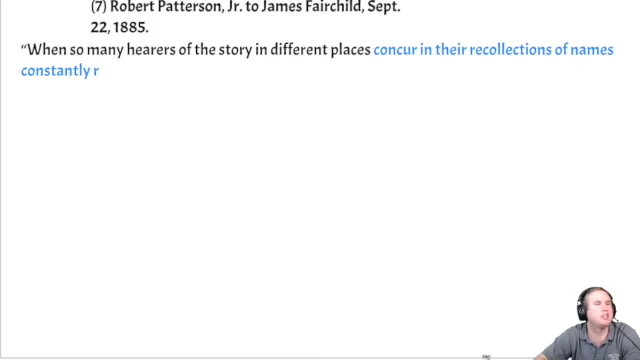 (7) Robert Patterson, Jr. to James Fairchild, Sept.
22, 1885.
“When so many hearers of the story in different places concur in their recollections of names
constantly r